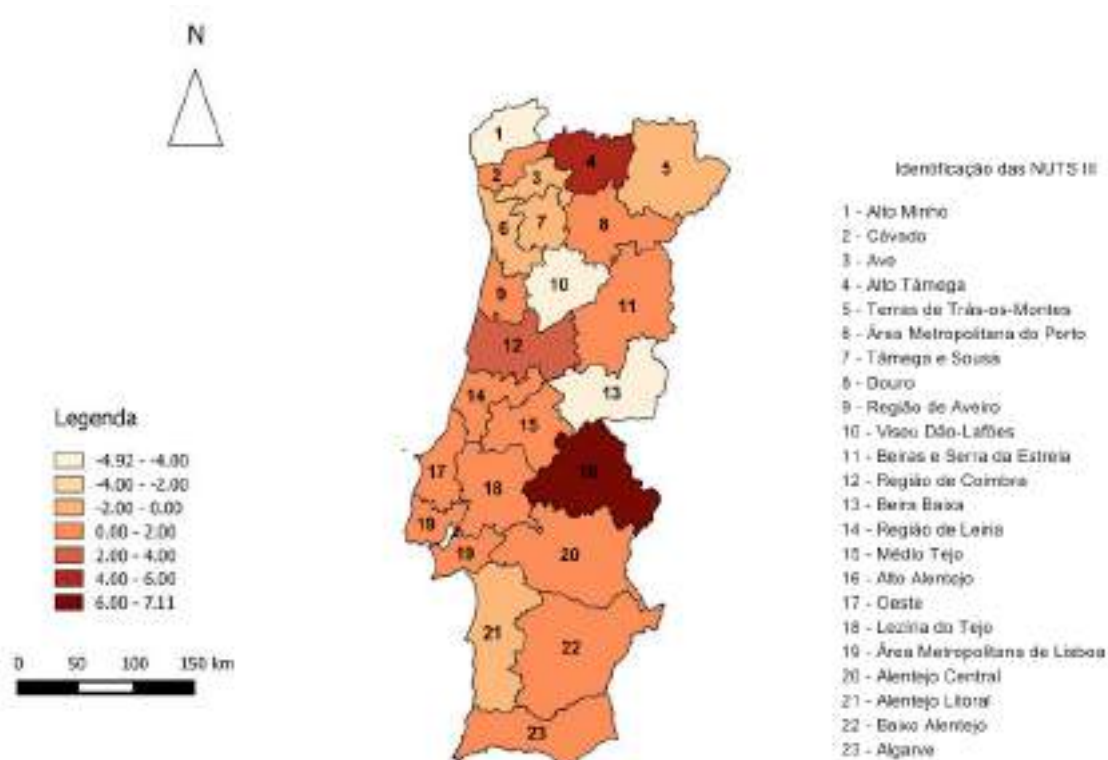 N
1
2
3
4
5
6
7
8
9
10
11
12
13
14
15
16
17
18
19
19
20
21
22
23
Legenda
-4.92 - -4.00
-4.00 - -2.00
-2.00 - 0.00
0.00 - 2.00
2.00 - 4.00
4.00 - 6.00
6.00 - 7.11
0 50 100 150 km
Identificação das NUTS III
1 - Alto Minho
2 - Cávado
3 - Ave
4 - Alto Tâmega
5 - Terras de Trás-os-Montes
6 - Área Metropolitana do Porto
7 - Tâmega e Sousa
8 - Douro
9 - Região de Aveiro
10 - Viseu Dão-Lafões
11 - Beiras e Serra da Estrela
12 - Região de Coimbra
13 - Beira Baixa
14 - Região de Leiria
15 - Médio Tejo
16 - Alto Alentejo
17 - Oeste
18 - Lezíria do Tejo
19 - Área Metropolitana de Lisboa
20 - Alentejo Central
21 - Alentejo Litoral
22 - Baixo Alentejo
23 - Algarve